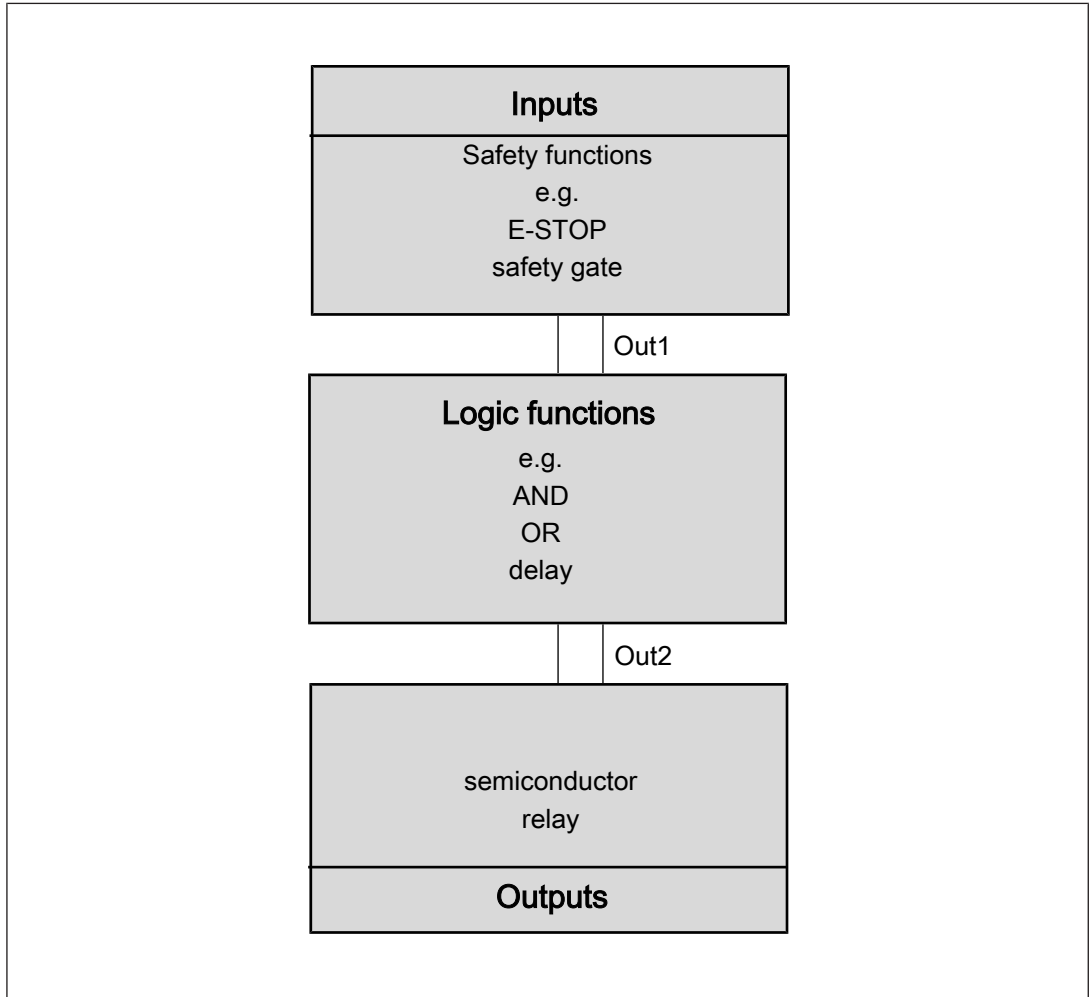 Inputs
Safety functions
e.g.
E-STOP
safety gate
Out1
Logic functions
e.g.
AND
OR
delay
Out2
semiconductor
relay
Outputs